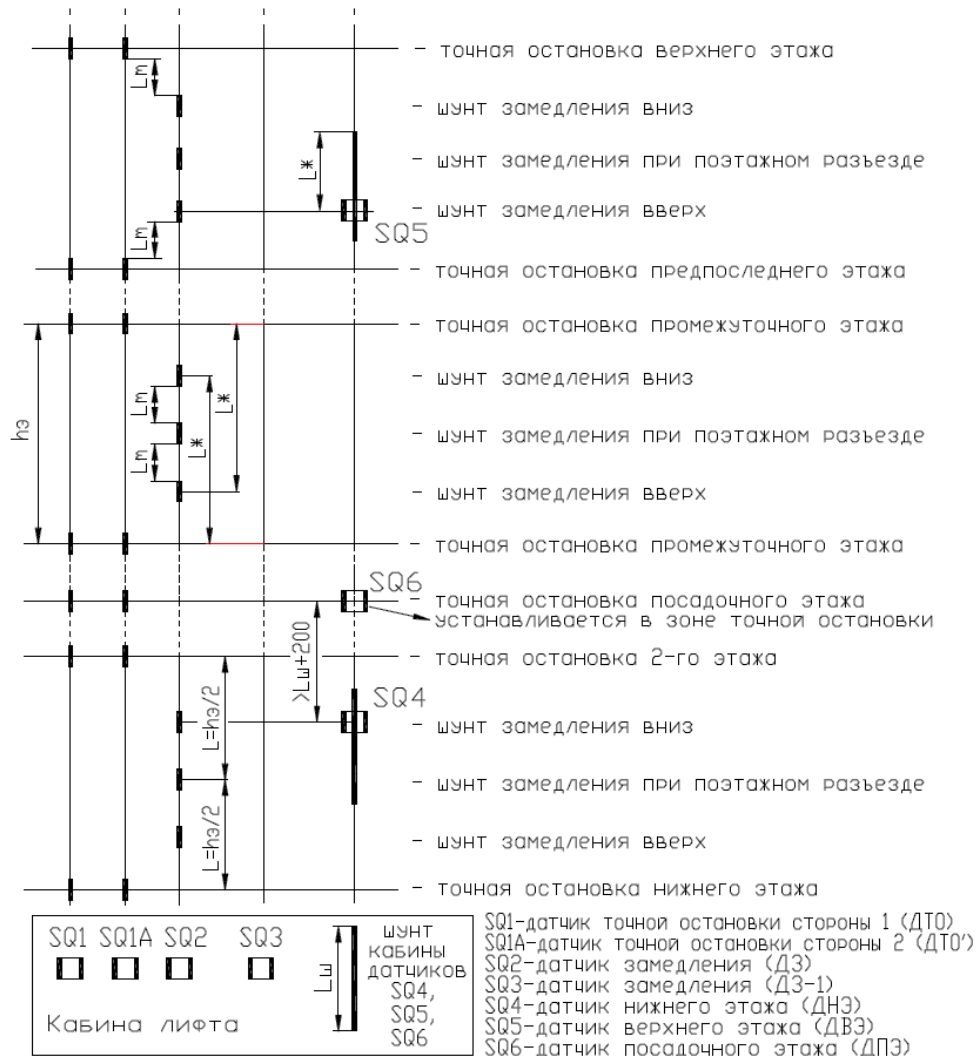 - точная остановка верхнего этажа
Lm
- шунт замедления вниз
Lж
- шунт замедления при поэтажном разъезде
- шунт замедления вверх
Lm
SQ5
- точная остановка предпоследнего этажа
- точная остановка промежуточного этажа
- шунт замедления вниз
Lm
Lж
hэ
Lж
- шунт замедления при поэтажном разъезде
Lm
- шунт замедления вверх
- точная остановка промежуточного этажа
SQ6
- точная остановка посадочного этажа
устанавливается в зоне точной остановки
>Lш+200
- точная остановка 2-го этажа
L=hэ/2
SQ4
- шунт замедления вниз
- шунт замедления при поэтажном разъезде
L=hэ/2
- шунт замедления вверх
- точная остановка нижнего этажа
SQ1 SQ1A SQ2 SQ3
Lш
шунт
кабины
датчиков
SQ4,
SQ5,
SQ6
Кабина лифта
SQ1-датчик точной остановки стороны 1 (ДТО)
SQ1A-датчик точной остановки стороны 2 (ДТО')
SQ2-датчик замедления (ДЗ)
SQ3-датчик замедления (ДЗ-1)
SQ4-датчик нижнего этажа (ДНЭ)
SQ5-датчик верхнего этажа (ДВЭ)
SQ6-датчик посадочного этажа (ДПЭ)